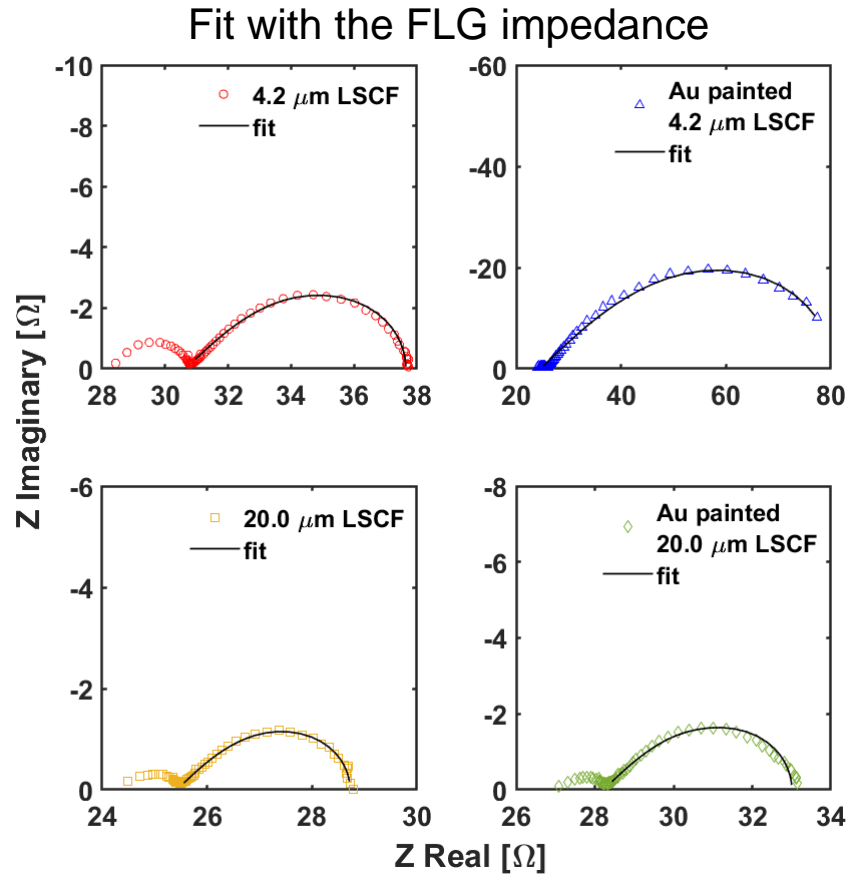 Fit with the FLG impedance
Z Imaginary [Ω]
-10
-8
-6
-4
-2
0
28 30 32 34 36 38
4.2 μm LSCF
fit
-60
-40
-20
0
20 40 60 80
Au painted
4.2 μm LSCF
fit
-6
-4
-2
0
24 26 28 30
20.0 μm LSCF
fit
-8
-6
-4
-2
0
26 28 30 32 34
Au painted
20.0 μm LSCF
fit
Z Real [Ω]